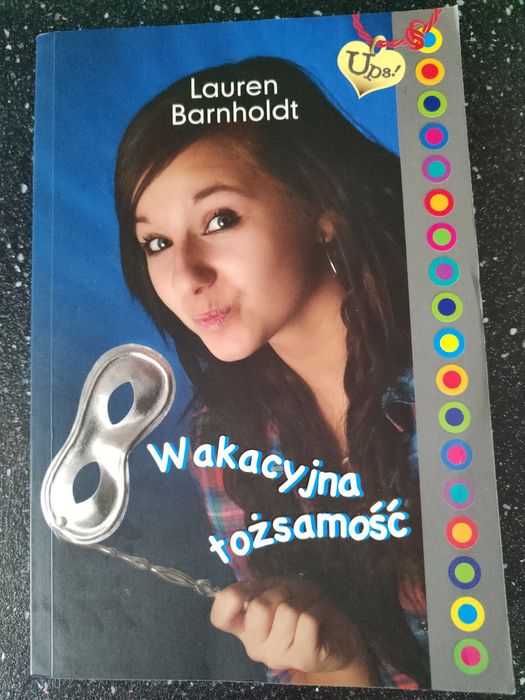 Ups!
Lauren
Barnholdt
Wakacyjna
tożsamość